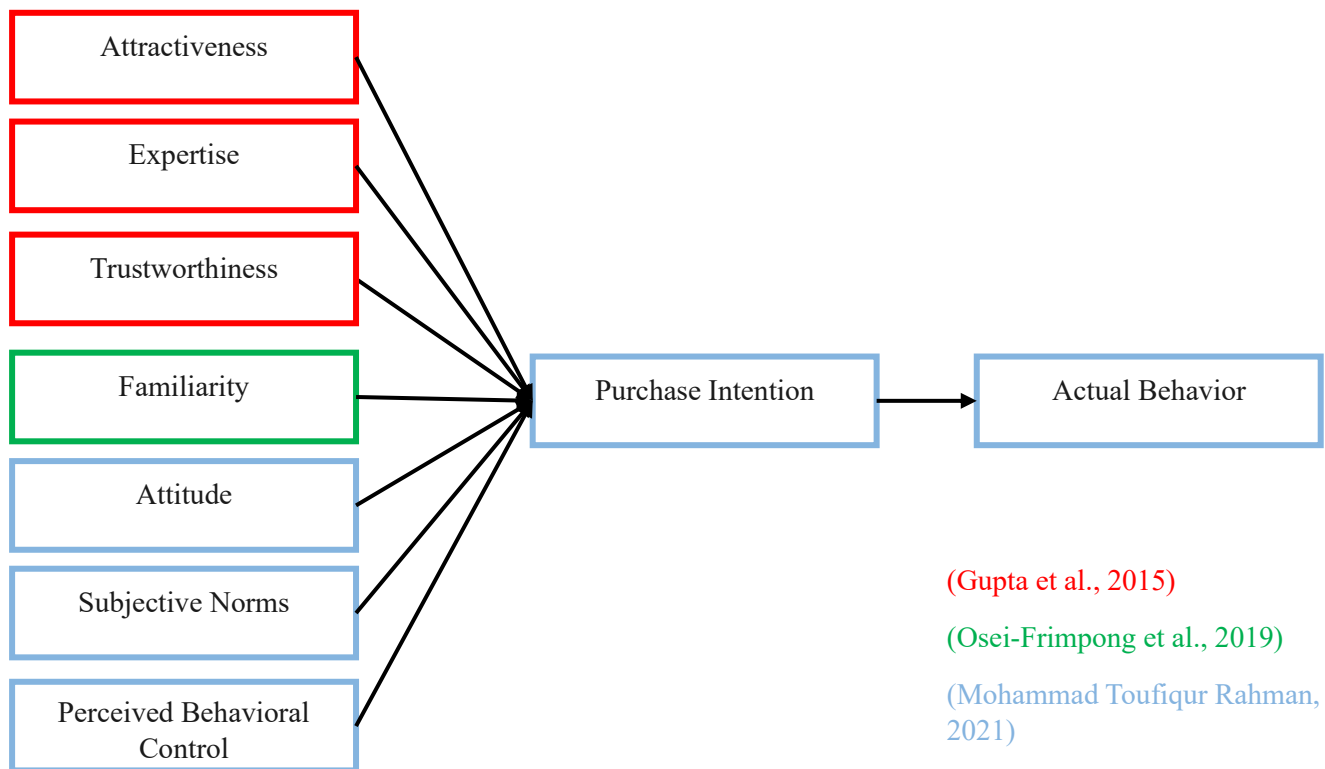 Attractiveness
Expertise
Trustworthiness
Familiarity
Attitude
Subjective Norms
Perceived Behavioral
Control
Purchase Intention
Actual Behavior
(Gupta et al., 2015)
(Osei-Frimpong et al., 2019)
(Mohammad Toufiqur Rahman,
2021)